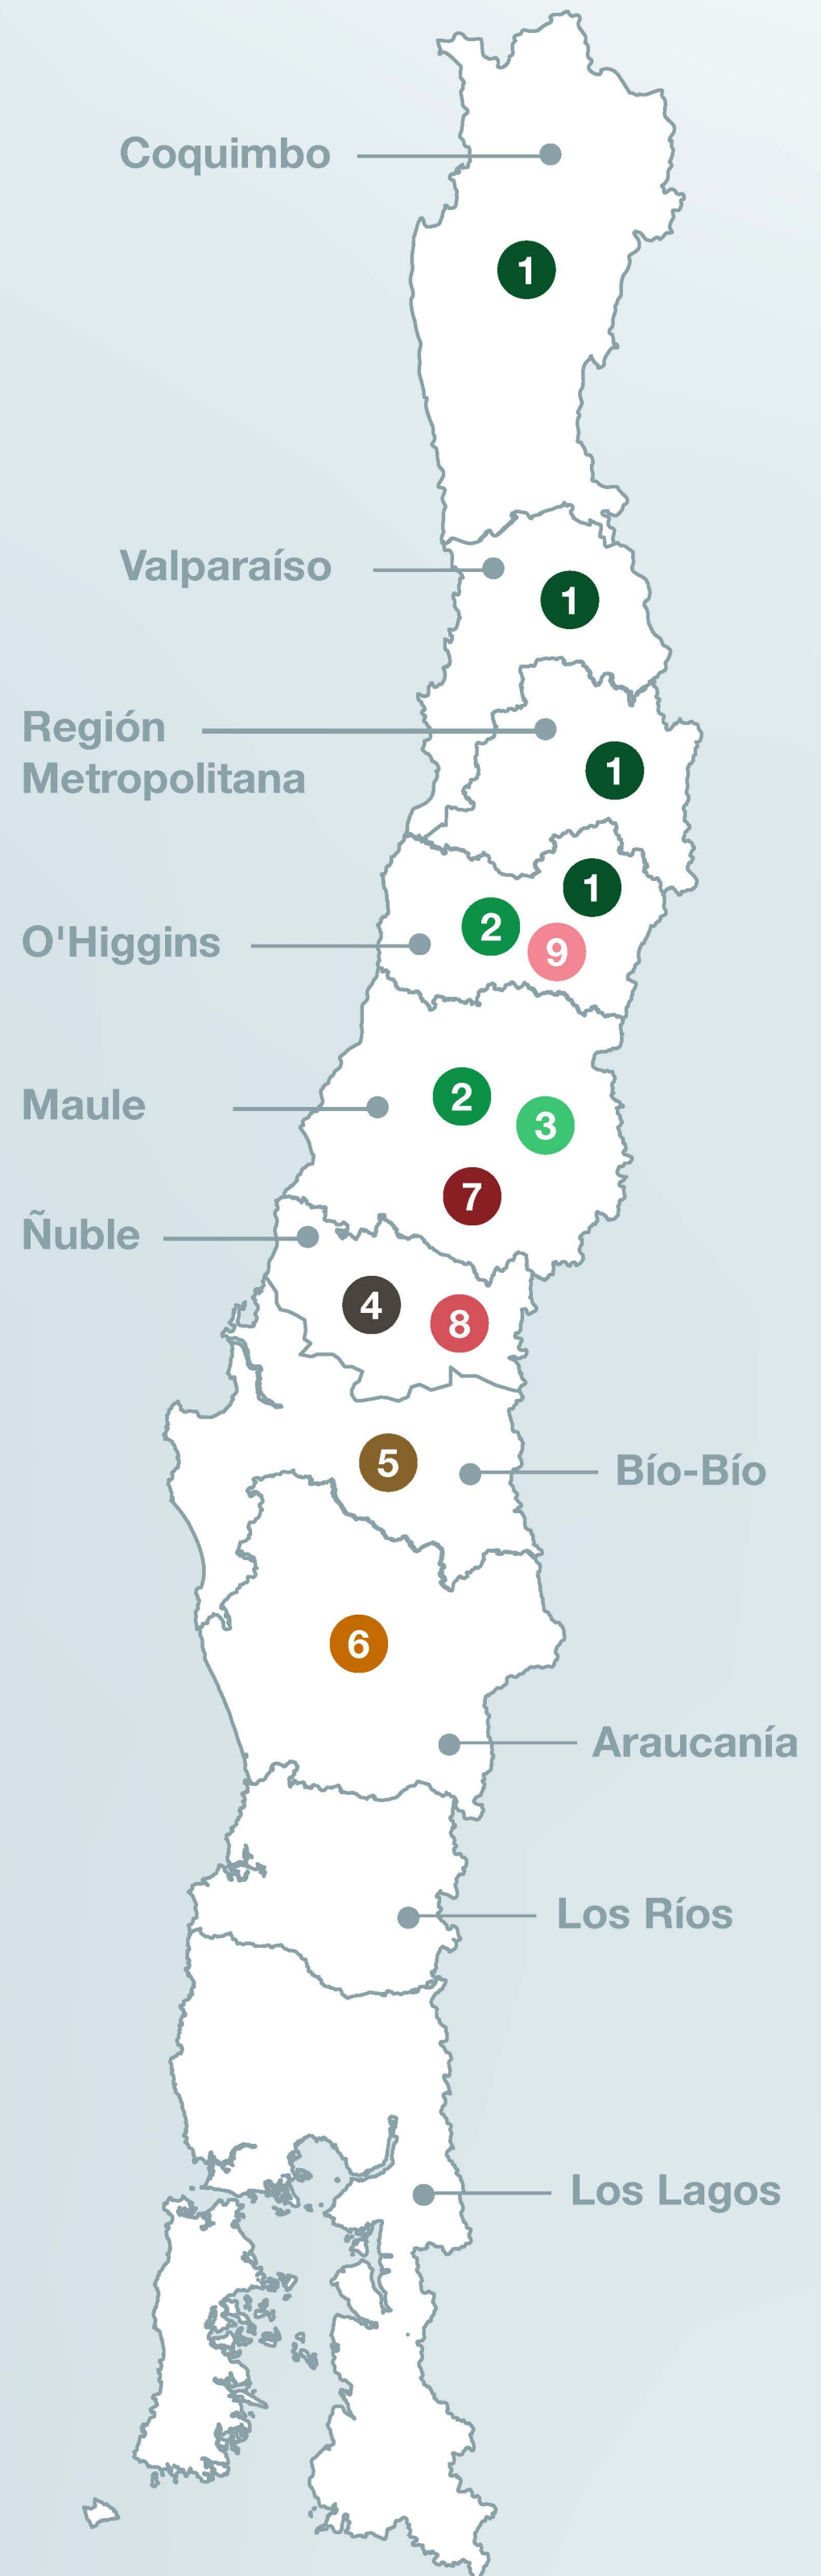 Coquimbo
1
Valparaíso
1
Región
Metropolitana
1
1
O'Higgins
2
9
Maule
2
3
7
Ñuble
4
8
5
Bío-Bío
6
Araucanía
Los Ríos
Los Lagos